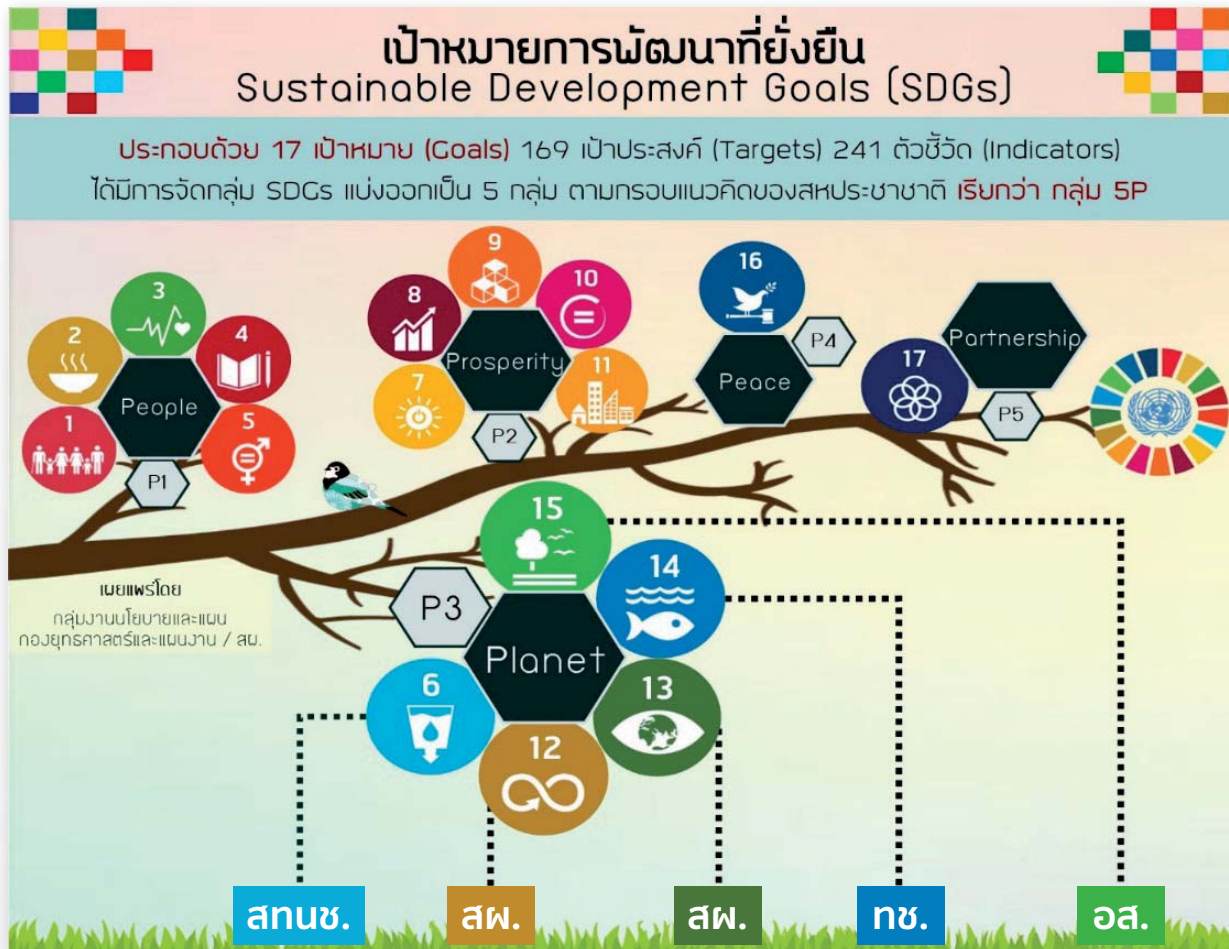 เป้าหมายการพัฒนาที่ยั่งยืน
Sustainable Development Goals (SDGs)
ประกอบด้วย 17 เป้าหมาย (Goals) 169 เป้าประสงค์ (Targets) 241 ตัวชี้วัด (Indicators)
ได้มีการจัดกลุ่ม SDGs แบ่งออกเป็น 5 กลุ่ม ตามกรอบแนวคิดของสหประชาชาติ เรียกว่า กลุ่ม 5P
1
2
3
4
5
People
P1
7
8
9
10
11
Prosperity
P2
16
Peace
P4
17
Partnership
P5
เผยแพร่โดย
กลุ่มงานนโยบายและแผน
กองยุทธศาสตร์และแผนงาน / สผ.
P3
Planet
15
14
13
12
6
สทนช.
สผ.
สผ.
ทช.
อส.